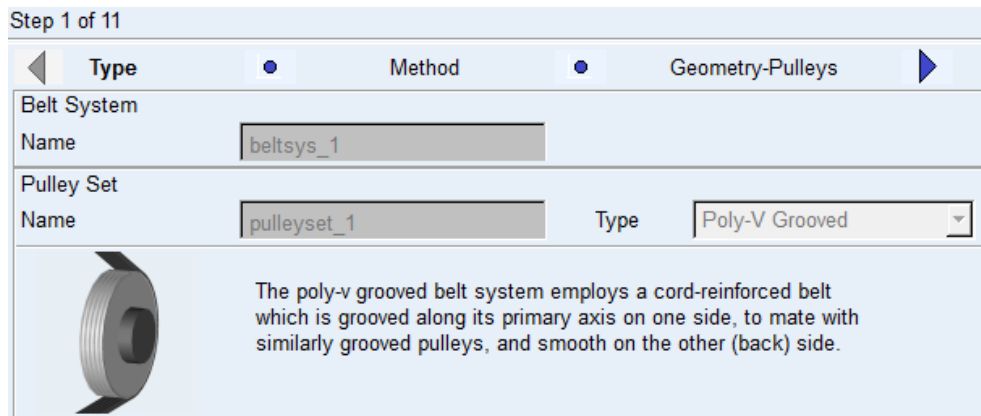 Step 1 of 11
Type Method Geometry-Pulleys
Belt System
Name beltsys_1
Pulley Set
Name pulleyset_1 Type Poly-V Grooved
The poly-v grooved belt system employs a cord-reinforced belt
which is grooved along its primary axis on one side, to mate with
similarly grooved pulleys, and smooth on the other (back) side.